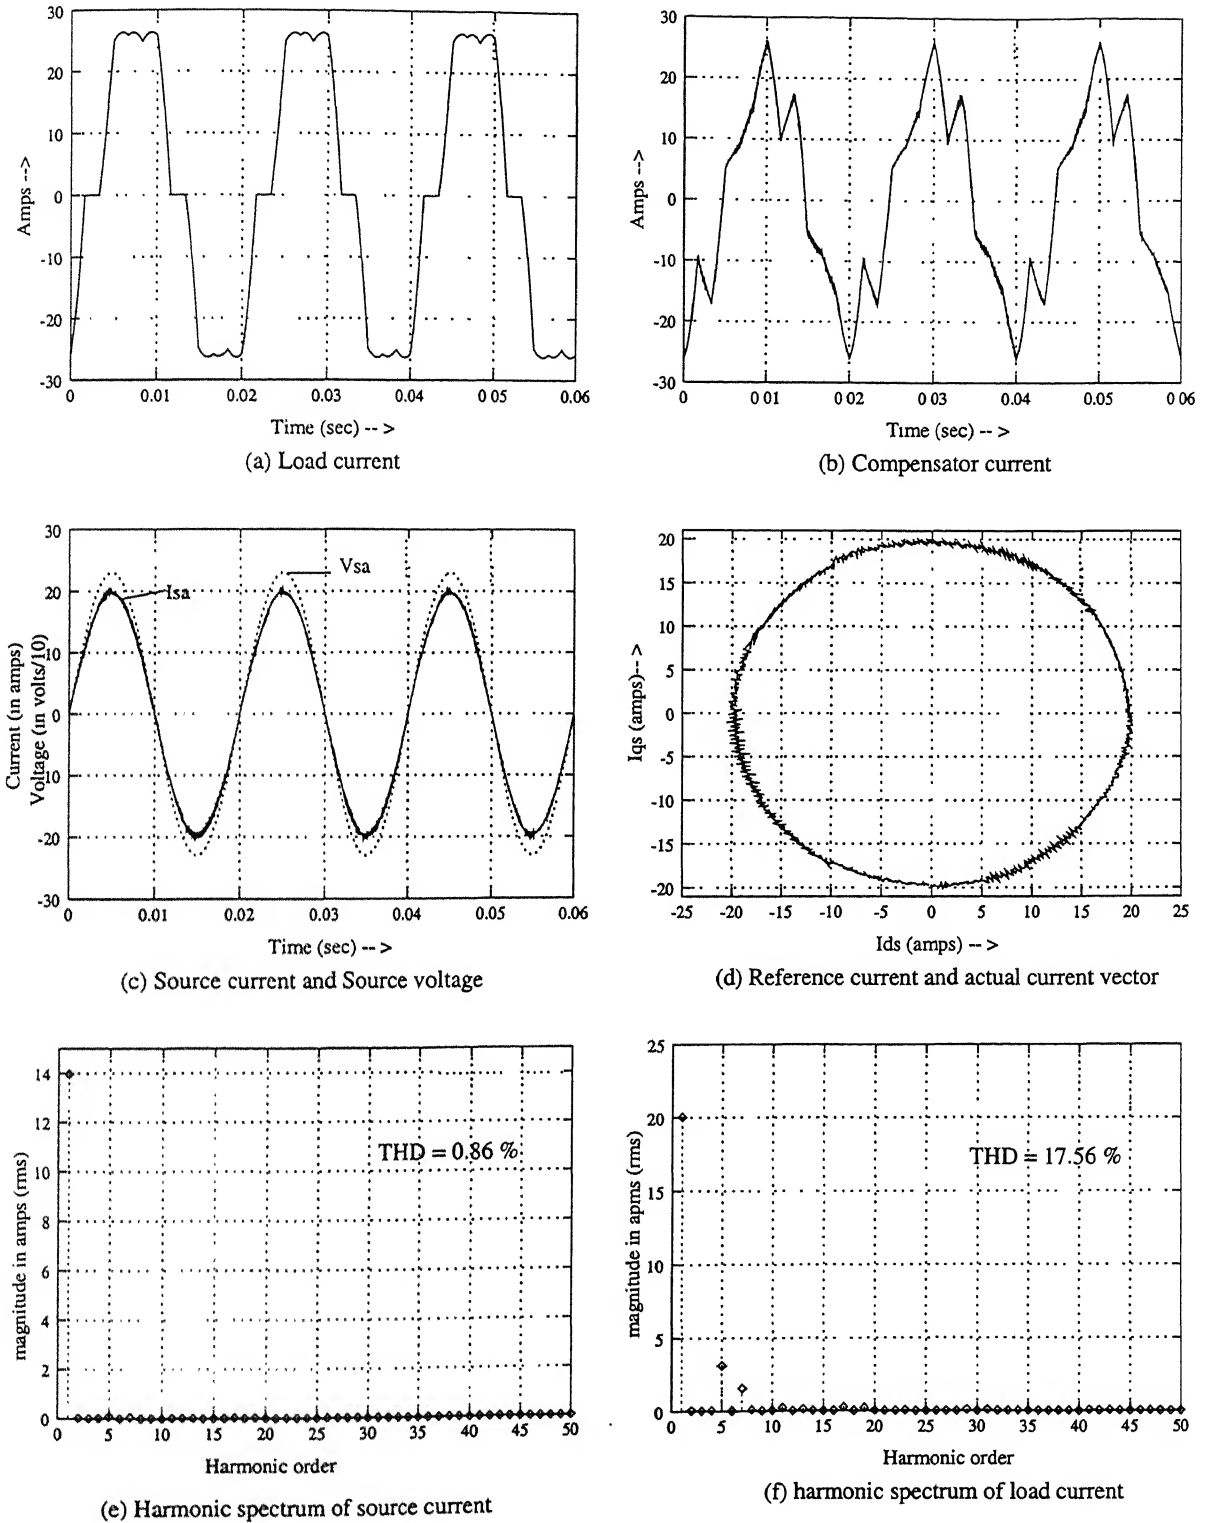 30
20
10
0
-10
-20
-30
Amps -->
0 0.01 0.02 0.03 0.04 0 05 0.06
Time (sec) -- >
(a) Load current
30
20
10
0
-10
-20
-30
Amps -->
0 0 01 0 02 0 03 0.04 0.05 0 06
Time (sec) -- >
(b) Compensator current
30
20
10
0
-10
-20
-30
Current (in amps)
Voltage (in volts/10)
Vsa
Isa
0 0.01 0.02 0.03 0.04 0.05 0.06
Time (sec) -- >
(c) Source current and Source voltage
20
15
10
5
0
-5
-10
-15
-20
Iqs (amps)-- >
-25 -20 -15 -10 -5 0 5 10 15 20 25
Ids (amps) -- >
(d) Reference current and actual current vector
14
12
10
8
6
4
2
0
magnitude in amps (rms)
THD = 0.86 %
0 5 10 15 20 25 30 35 40 45 50
Harmonic order
(e) Harmonic spectrum of source current
25
20
15
10
5
0
magnitude in apms (rms)
THD = 17.56 %
0 5 10 15 20 25 30 35 40 45 50
Harmonic order
(f) harmonic spectrum of load current